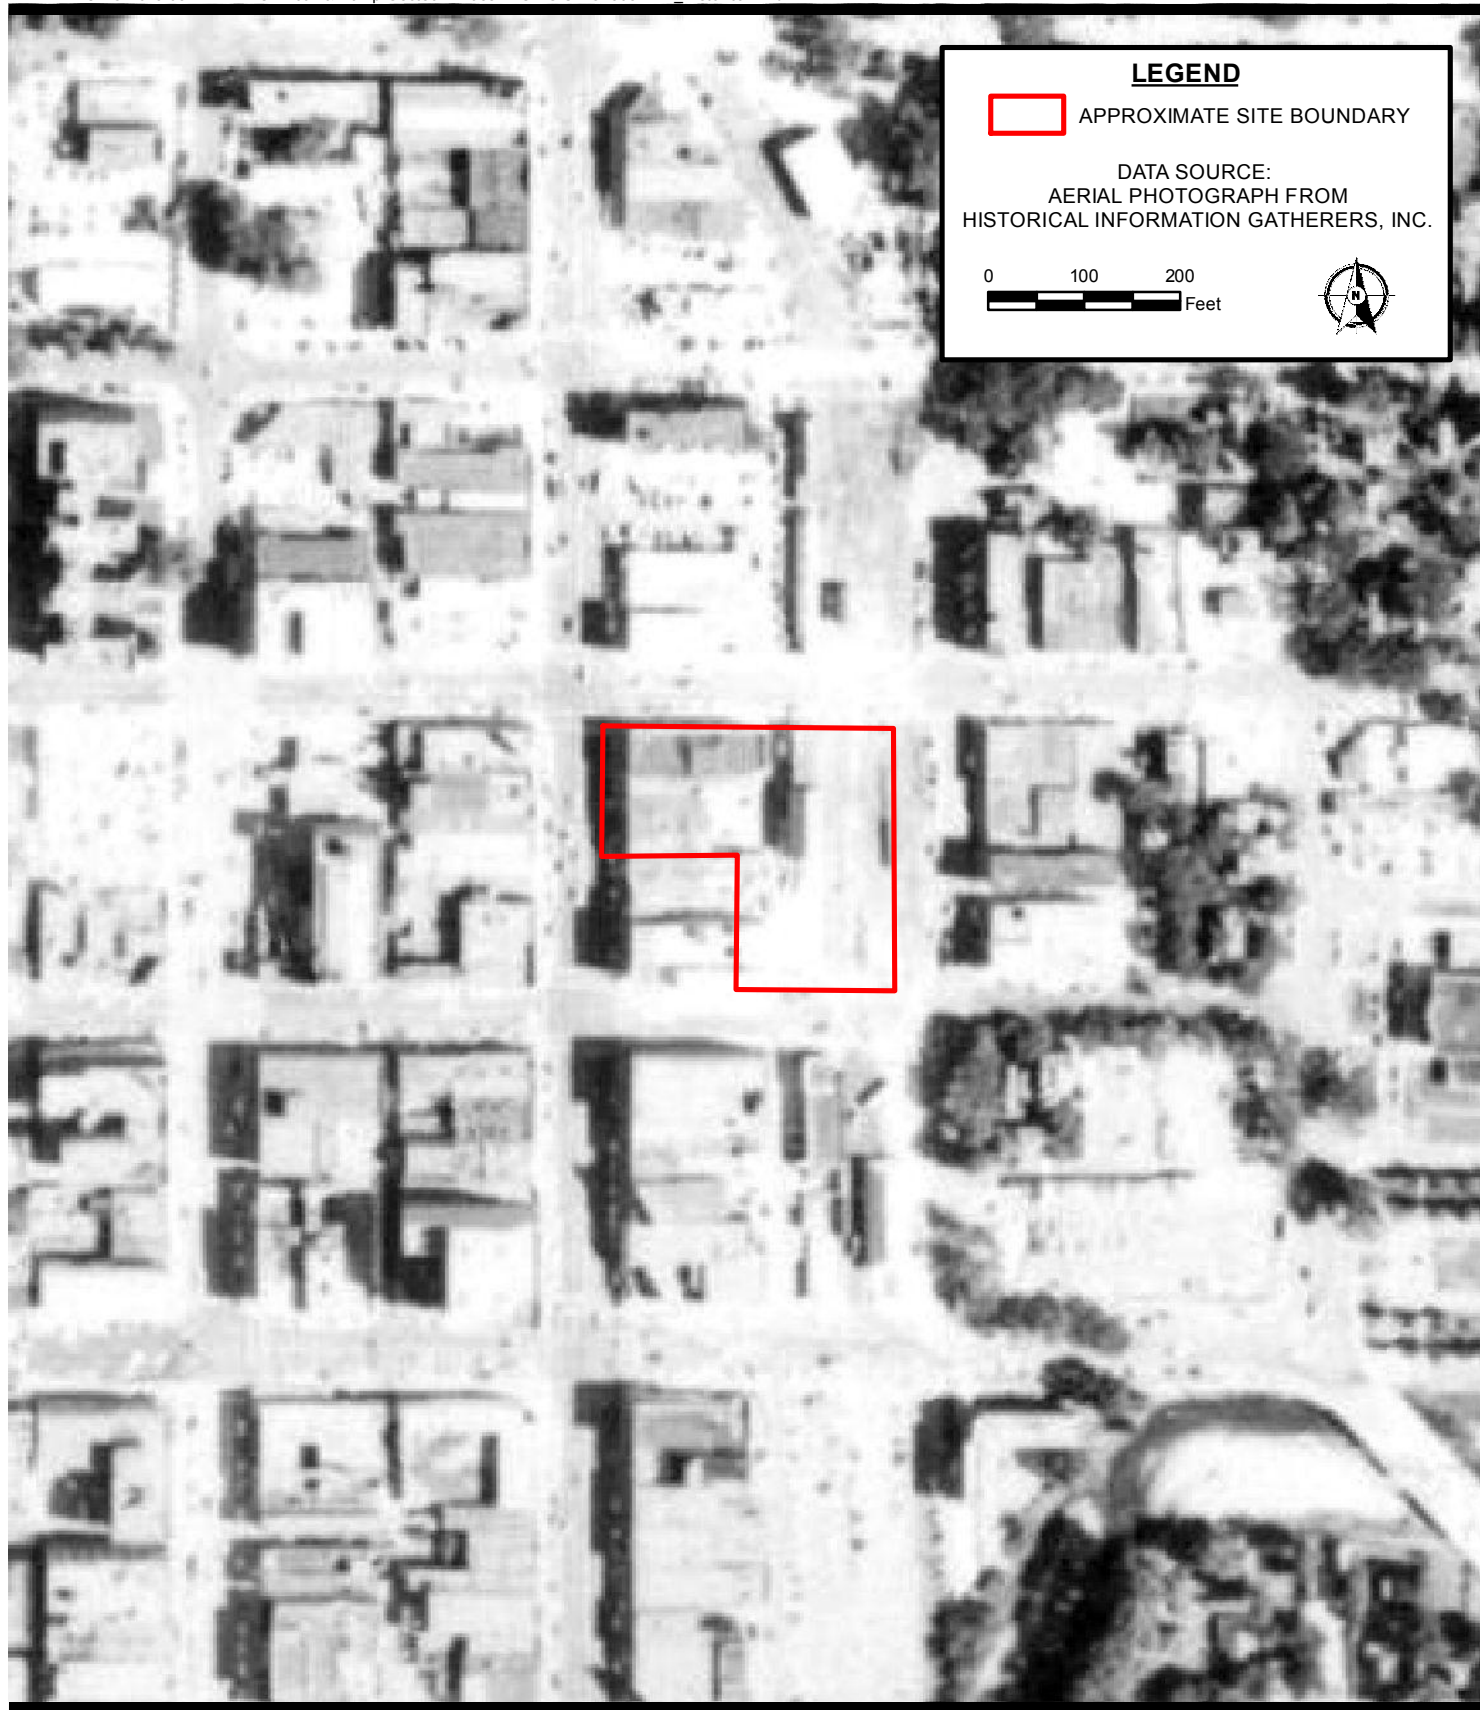 LEGEND
APPROXIMATE SITE BOUNDARY
DATA SOURCE:
AERIAL PHOTOGRAPH FROM
HISTORICAL INFORMATION GATHERERS, INC.
0 100 200
Feet
N